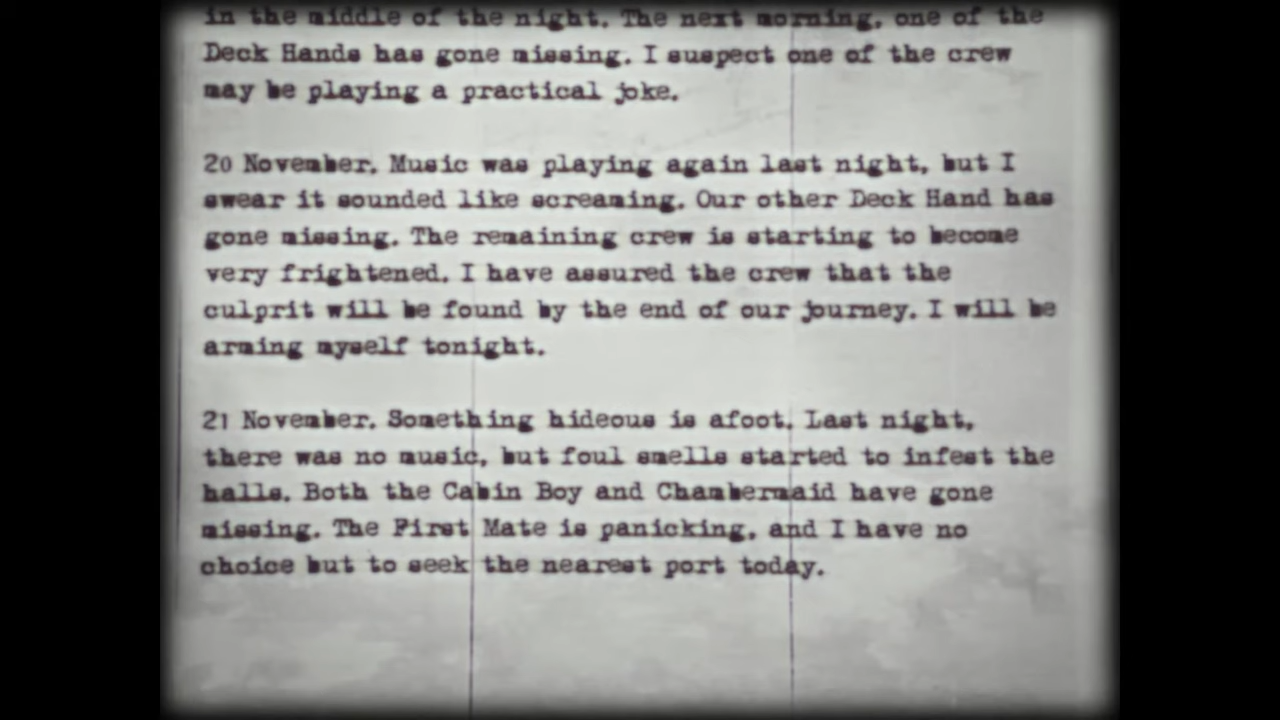 in the middle of the night. The next morning, one of the
Deck Hands has gone missing. I suspect one of the crew
may be playing a practical joke.
20 November. Music was playing again last night, but I
swear it sounded like screaming. Our other Deck Hand has
gone missing. The remaining crew is starting to become
very frightened. I have assured the crew that the
culprit will be found by the end of our journey. I will be
arming myself tonight.
21 November. Something hideous is afoot. Last night,
there was no music, but foul smells started to infest the
halls. Both the Cabin Boy and Chambermaid have gone
missing. The First Mate is panicking, and I have no
choice but to seek the nearest port today.